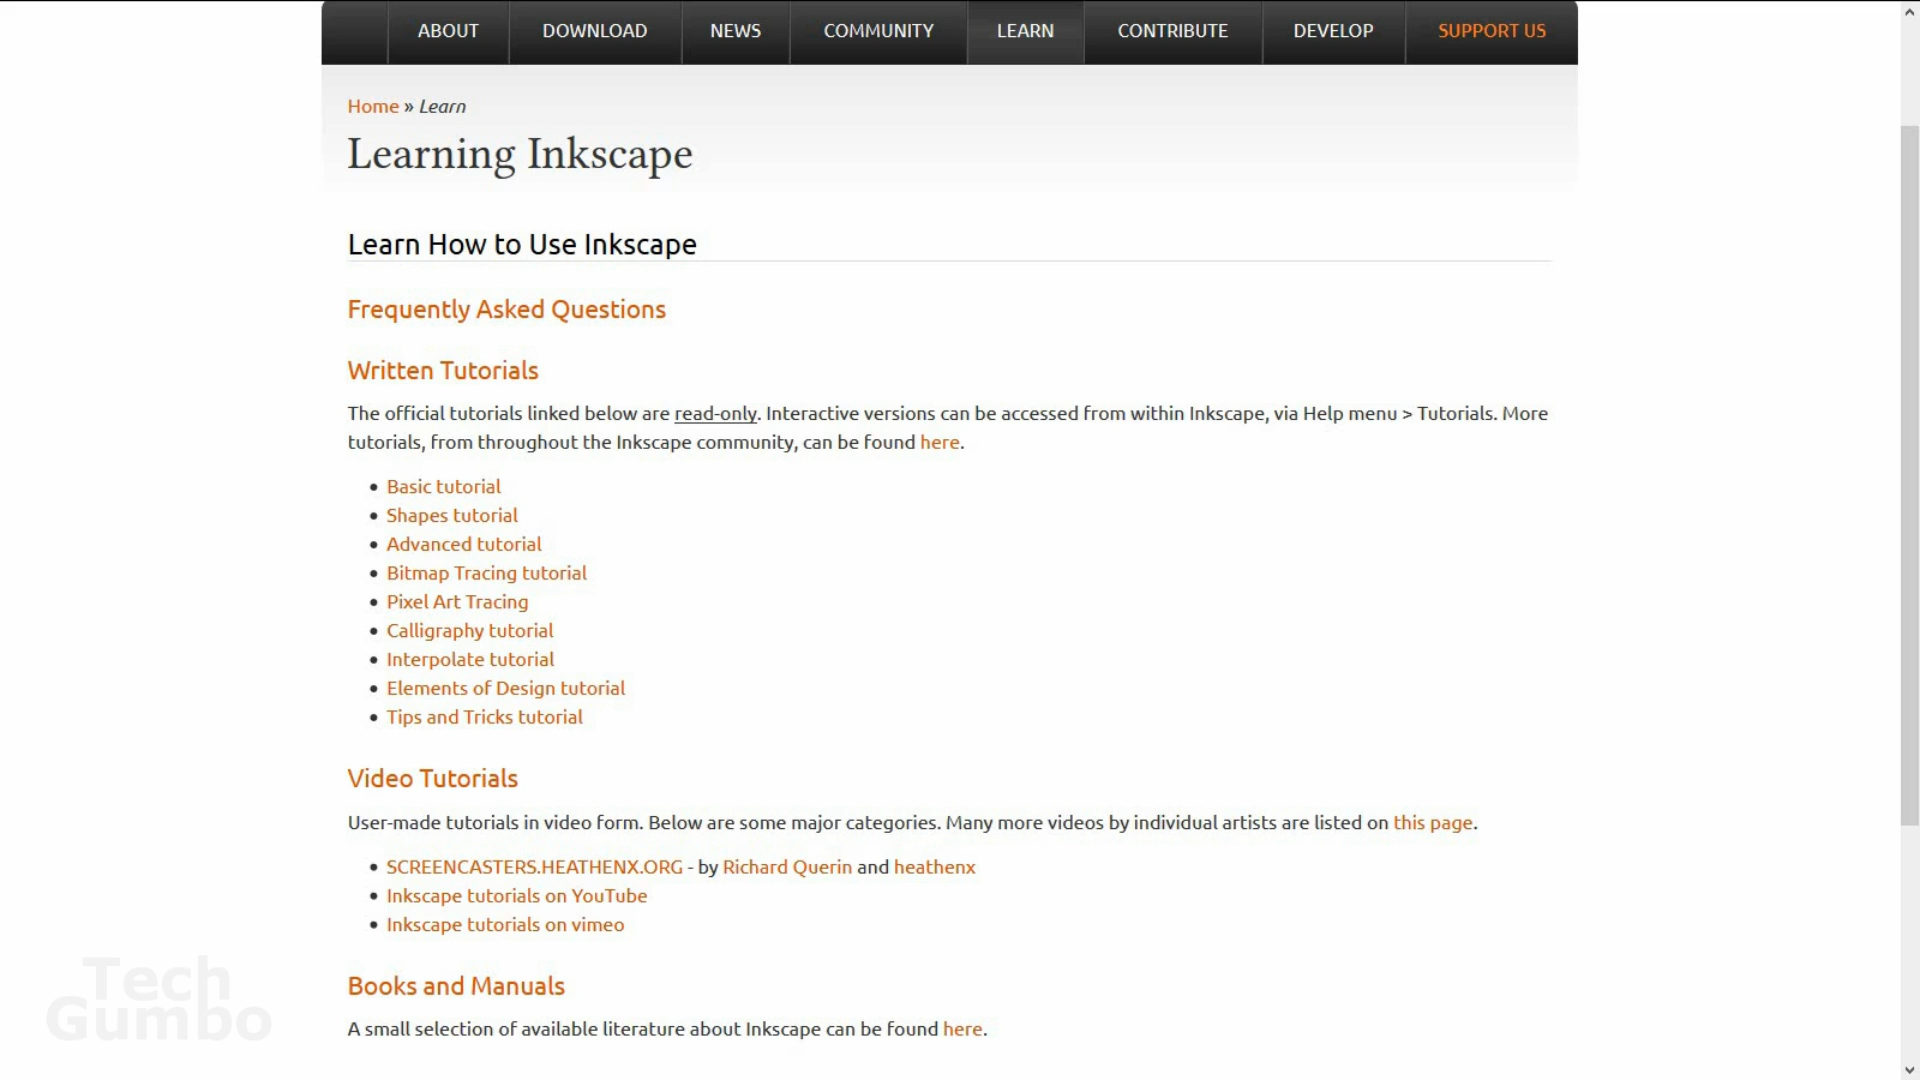 ABOUT DOWNLOAD NEWS COMMUNITY LEARN CONTRIBUTE DEVELOP SUPPORT US
Home » Learn
Learning Inkscape
Learn How to Use Inkscape
Frequently Asked Questions
Written Tutorials
The official tutorials linked below are read-only. Interactive versions can be accessed from within Inkscape, via Help menu > Tutorials. More
tutorials, from throughout the Inkscape community, can be found here.
• Basic tutorial
• Shapes tutorial
• Advanced tutorial
• Bitmap Tracing tutorial
• Pixel Art Tracing
• Calligraphy tutorial
• Interpolate tutorial
• Elements of Design tutorial
• Tips and Tricks tutorial
Video Tutorials
User-made tutorials in video form. Below are some major categories. Many more videos by individual artists are listed on this page.
• SCREENCASTERS.HEATHENX.ORG - by Richard Querin and heathenx
• Inkscape tutorials on YouTube
• Inkscape tutorials on vimeo
Books and Manuals
A small selection of available literature about Inkscape can be found here.
Tech
Gumbo